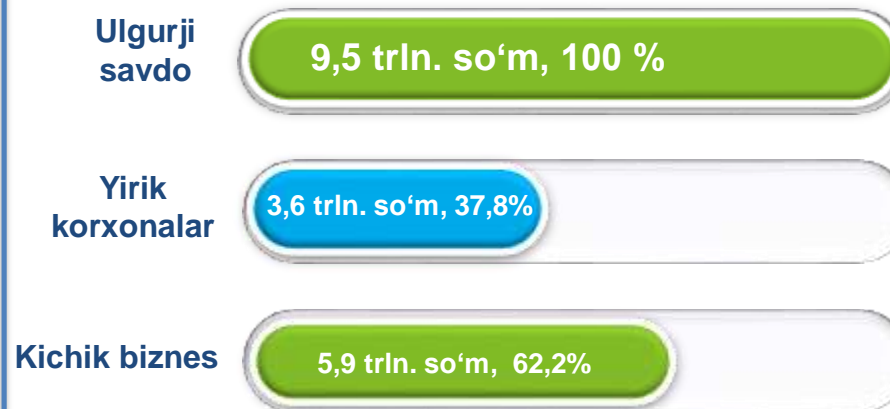 Ulgurji
savdo
9,5 trln. so‘m, 100 %
Yirik
korxonalar
3,6 trln. so‘m, 37,8%
Kichik biznes
5,9 trln. so‘m, 62,2%